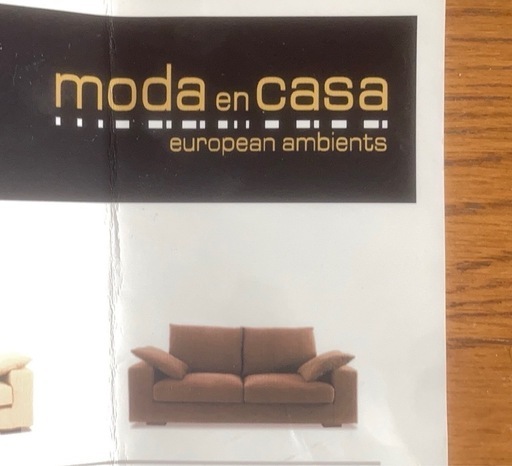 moda en casa
european ambients